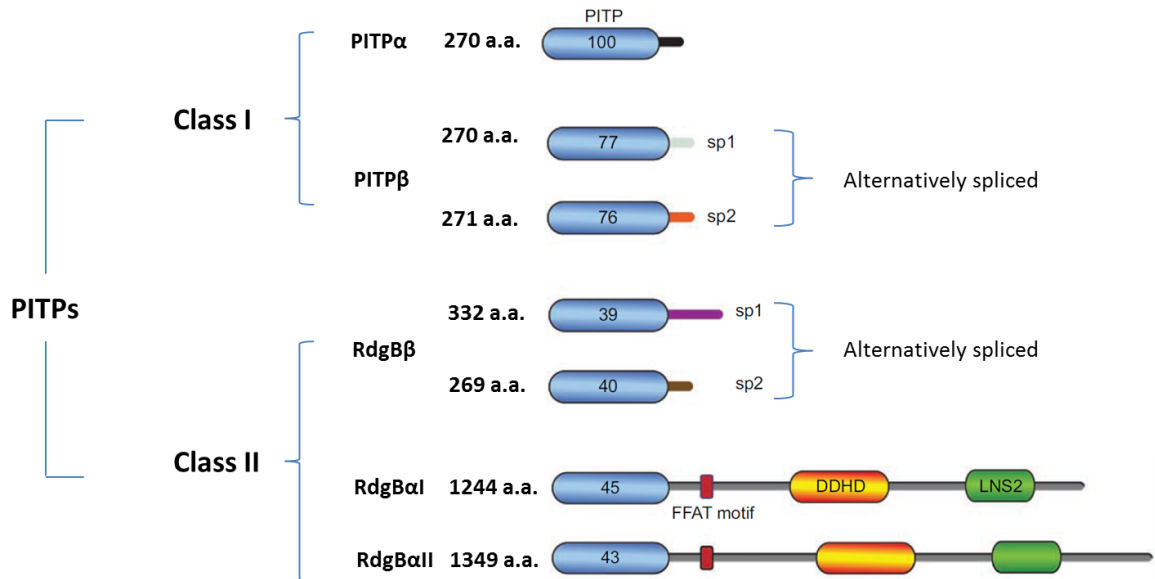 PITP
PITPα 270 a.a. 100
Class I
270 a.a. 77 sp1
PITPβ Alternatively spliced
271 a.a. 76 sp2
PITPs
332 a.a. 39 sp1
RdgBβ Alternatively spliced
269 a.a. 40 sp2
Class II
RdgBαI 1244 a.a. 45 DDHD LNS2
FFAT motif
RdgBαII 1349 a.a. 43